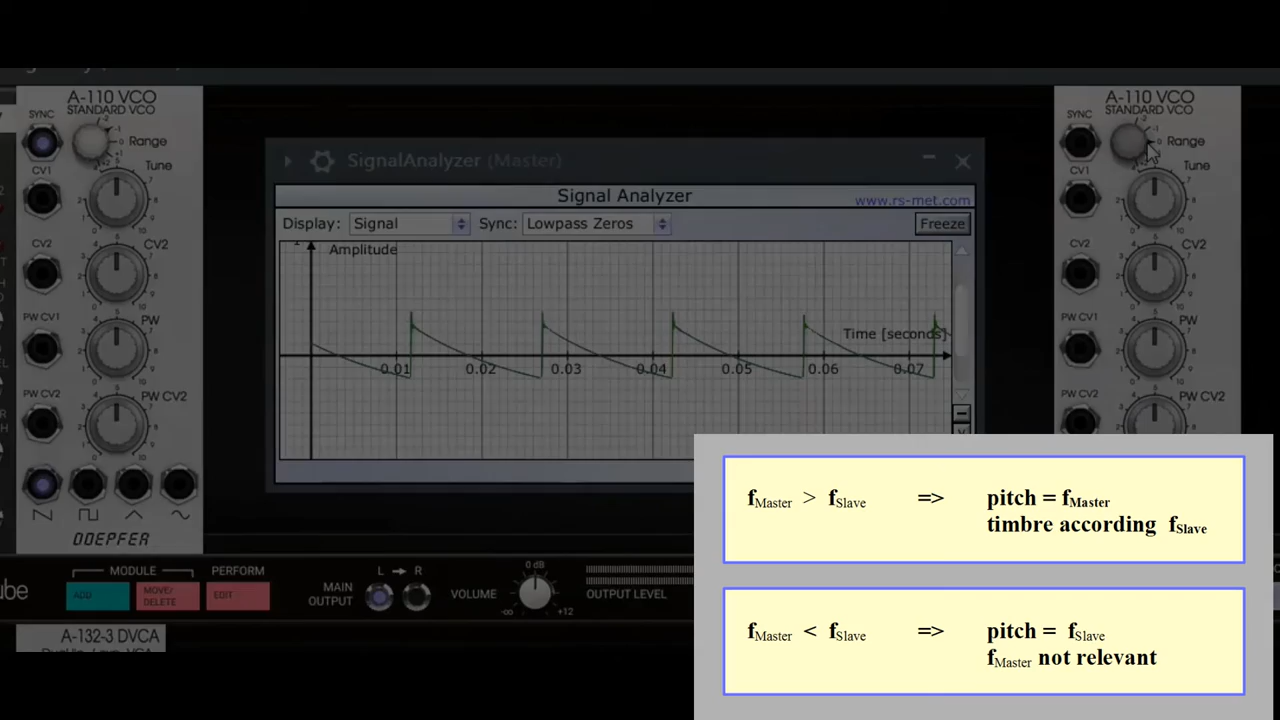 A-110 VCO
STANDARD VCO
SYNC
Range
Tune
CV1
CV2
CV2
PW CV1
PW
PW CV2
PW CV2
DOEPFER
SignalAnalyzer (Master)
Signal Analyzer
www.rs-met.com
Display: Signal Sync: Lowpass Zeros Freeze
1 Amplitude
Time [seconds]
0.01 0.02 0.03 0.04 0.05 0.06 0.07
A-110 VCO
STANDARD VCO
SYNC
Range
Tune
CV1
CV2
CV2
PW CV1
PW
PW CV2
PW CV2
fMaster > fSlave => pitch = fMaster
timbre according fSlave
fMaster < fSlave => pitch = fSlave
fMaster not relevant
MODULE
ADD
MOVE/
DELETE
PERFORM
EDIT
MAIN
OUTPUT
L → R
VOLUME
0 dB
-∞ +12
OUTPUT LEVEL
A-132-3 DVCA